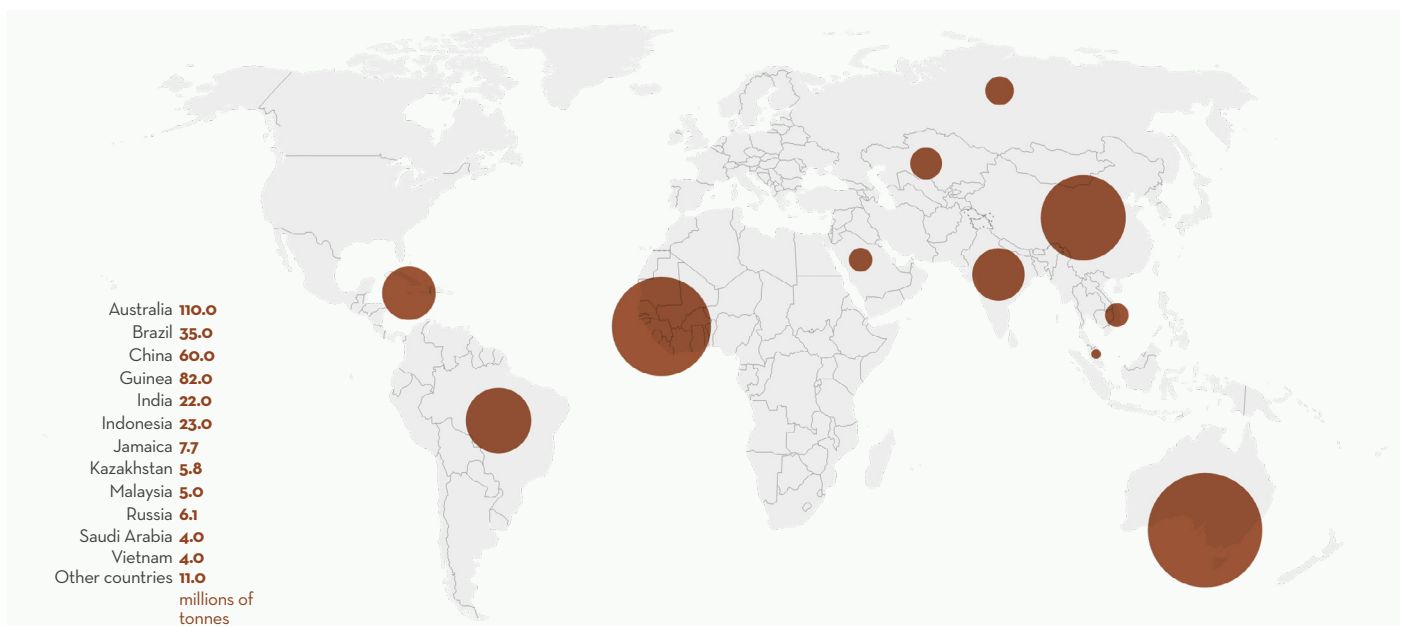 Australia 110.0
Brazil 35.0
China 60.0
Guinea 82.0
India 22.0
Indonesia 23.0
Jamaica 7.7
Kazakhstan 5.8
Malaysia 5.0
Russia 6.1
Saudi Arabia 4.0
Vietnam 4.0
Other countries 11.0
millions of
tonnes